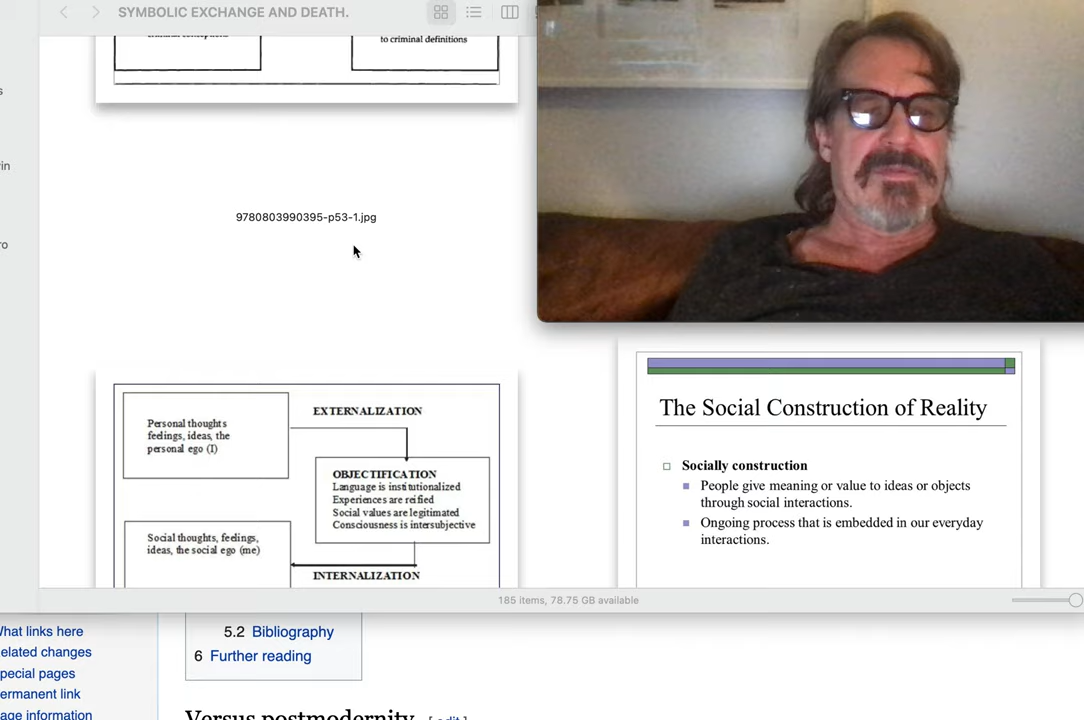 SYMBOLIC EXCHANGE AND DEATH.
to criminal definitions
9780803990395-p53-1.jpg
EXTERNALIZATION
Personal thoughts
feelings, ideas, the
personal ego (I)
OBJECTIFICATION
Language is institutionalized
Experiences are reified
Social values are legitimated
Consciousness is intersubjective
Social thoughts, feelings,
ideas, the social ego (me)
INTERNALIZATION
The Social Construction of Reality
Socially construction
People give meaning or value to ideas or objects
through social interactions.
Ongoing process that is embedded in our everyday
interactions.
185 items, 78.75 GB available
hat links here
elated changes
pecial pages
ermanent link
age information
5.2 Bibliography
6 Further reading
Versus postmodernity [ edit ]